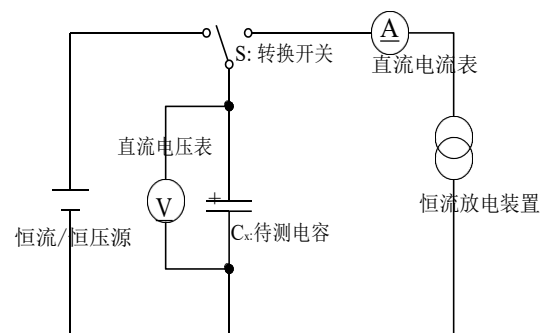 A
S: 转换开关
直流电流表
直流电压表
+
V
恒流放电装置
恒流/恒压源
Cx:待测电容